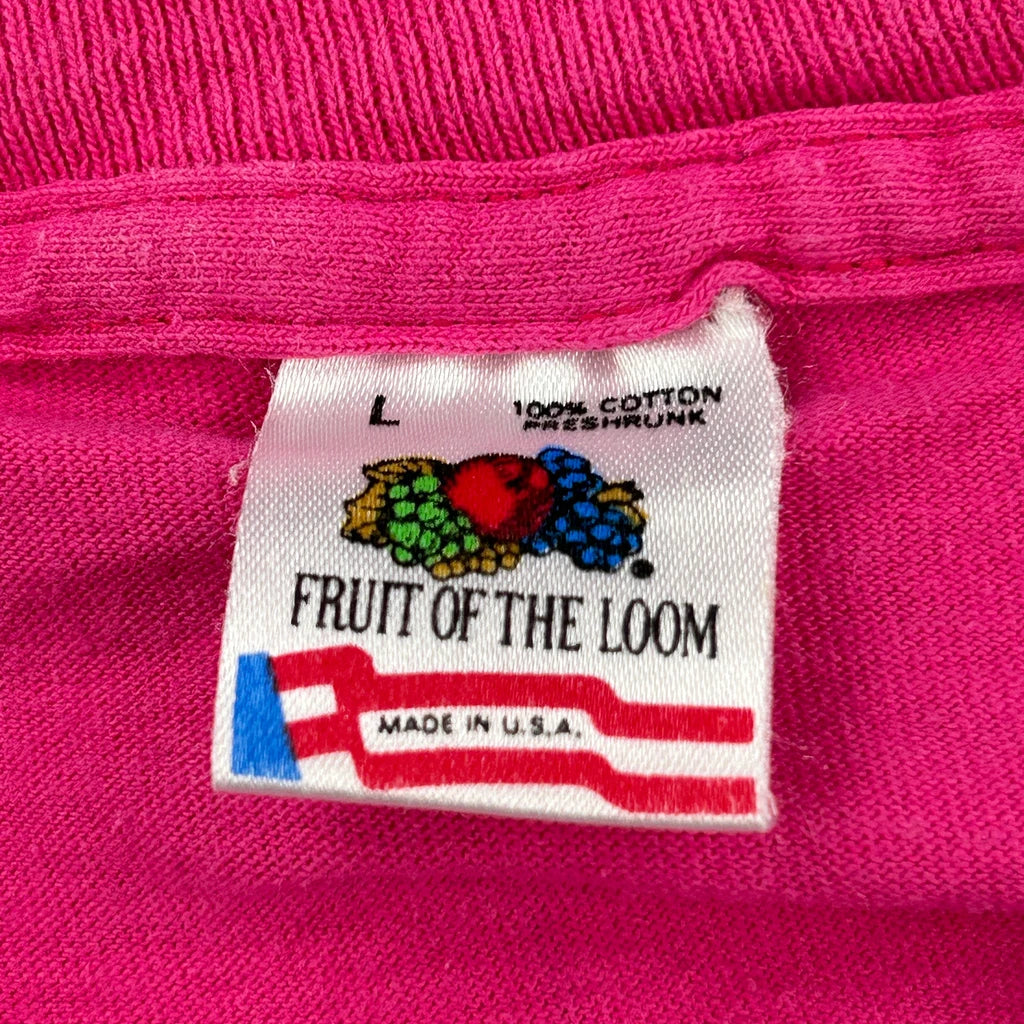 L
100% COTTON
PRESHRUNK
FRUIT OF THE LOOM
MADE IN U.S.A.